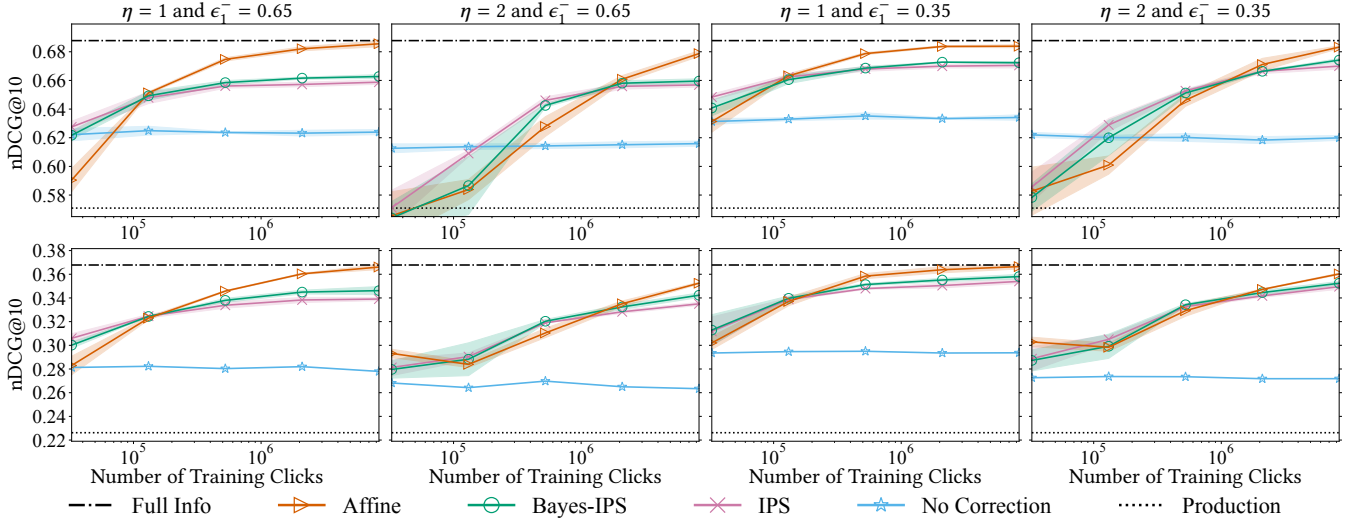 η = 1 and ϵ₁⁻ = 0.65
η = 2 and ϵ₁⁻ = 0.65
η = 1 and ϵ₁⁻ = 0.35
η = 2 and ϵ₁⁻ = 0.35
nDCG@10
0.68
0.66
0.64
0.62
0.60
0.58
10⁵ 10⁶ 10⁵ 10⁶ 10⁵ 10⁶ 10⁵ 10⁶
nDCG@10
0.38
0.36
0.34
0.32
0.30
0.28
0.26
0.24
0.22
10⁵ 10⁶ 10⁵ 10⁶ 10⁵ 10⁶ 10⁵ 10⁶
Number of Training Clicks
Number of Training Clicks
Number of Training Clicks
Number of Training Clicks
Full Info Affine Bayes-IPS IPS No Correction Production